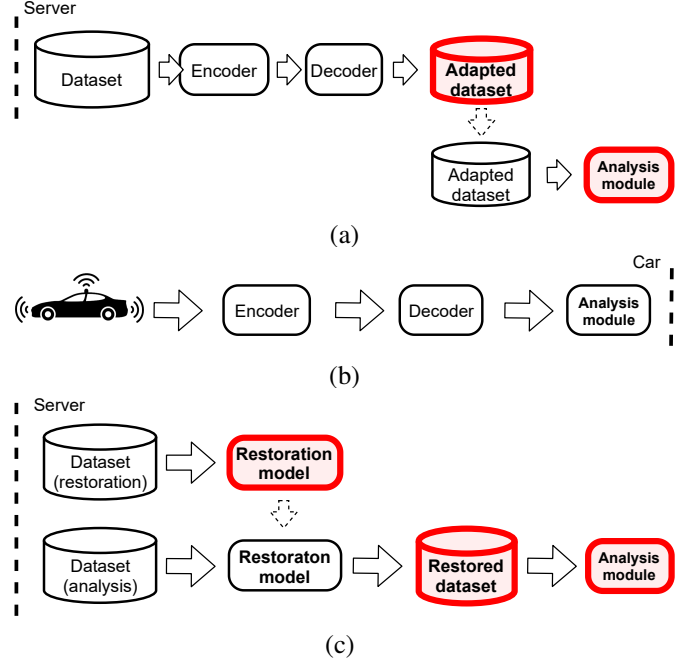 Server
Dataset
Encoder
Decoder
Adapted
dataset
Adapted
dataset
Analysis
module
(a)
Car
Encoder
Decoder
Analysis
module
(b)
Server
Dataset
(restoration)
Restoration
model
Dataset
(analysis)
Restoraton
model
Restored
dataset
Analysis
module
(c)